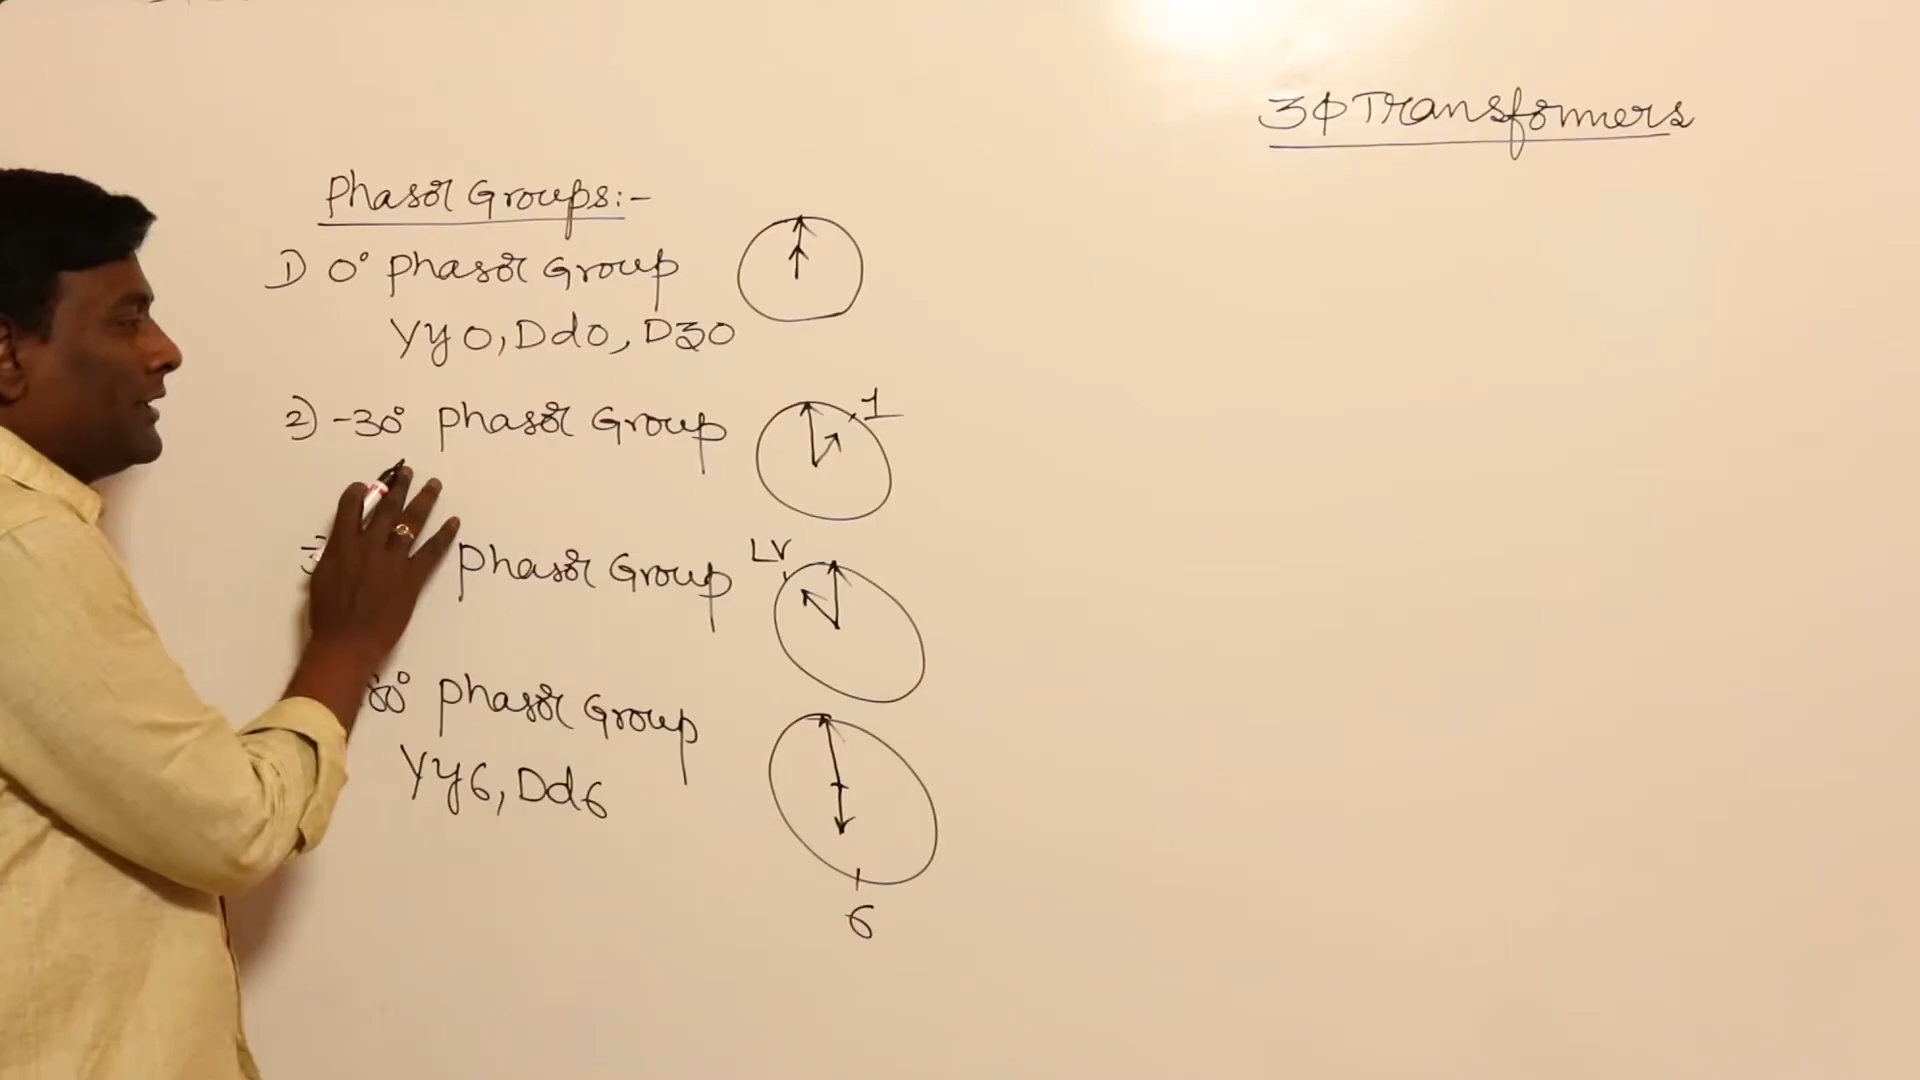 3ϕ Transformers
Phasor Groups:-
1) 0° phasor Group
Yy0, Dd0, Dz0
2) -30° phasor Group
1
phasor Group
LV
80° phasor Group
Yy6, Dd6
6